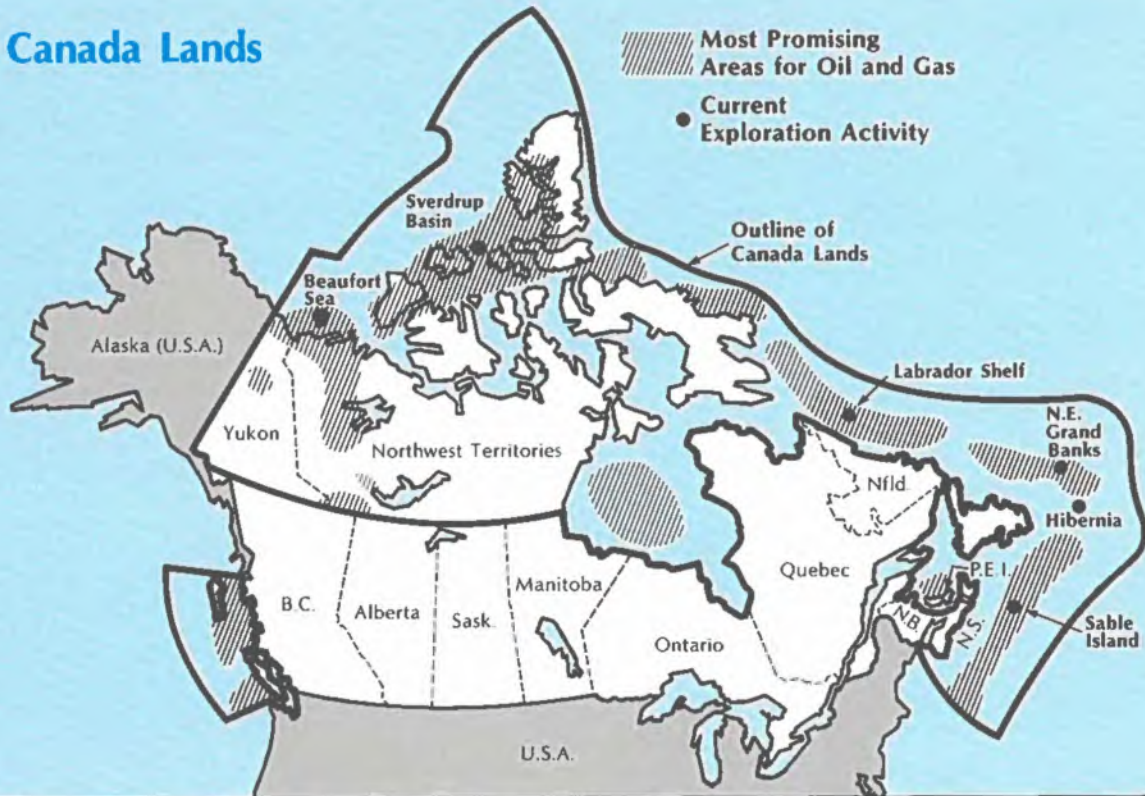 Canada Lands
Most Promising
Areas for Oil and Gas
Current
Exploration Activity
Sverdrup
Basin
Outline of
Canada Lands
Beaufort
Sea
Alaska (U.S.A.)
Labrador Shelf
N.E.
Grand
Banks
Yukon
Northwest Territories
Nfld.
Hibernia
Manitoba
Quebec
P.E.I.
B.C.
Alberta
Sask.
N.B.
N.S.
Sable
Island
Ontario
U.S.A.